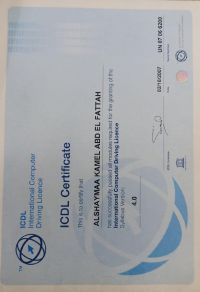 ICDL
International Computer
Driving Licence
ICDL Certificate
This is to certify that
ALSHAYMAA KAMEL ABD EL FATTAH
has successfully passed all modules required for the granting of the
International Computer Driving Licence
Syllabus Version
4.0
02/10/2007
UN 07 06 6200